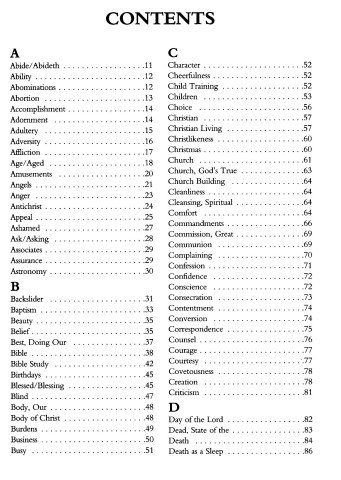 CONTENTS
A
Abide/Abideth . . . . . . . . . . . . . . . . . .11
Ability . . . . . . . . . . . . . . . . . . . . . . . .12
Abominations . . . . . . . . . . . . . . . . . . .12
Abortion . . . . . . . . . . . . . . . . . . . . . .13
Accomplishment . . . . . . . . . . . . . . . . .14
Adornment . . . . . . . . . . . . . . . . . . . .14
Adultery . . . . . . . . . . . . . . . . . . . . . .15
Adversity . . . . . . . . . . . . . . . . . . . . . .16
Affliction . . . . . . . . . . . . . . . . . . . . . .17
Age/Aged . . . . . . . . . . . . . . . . . . . . .18
Amusements . . . . . . . . . . . . . . . . . . .20
Angels . . . . . . . . . . . . . . . . . . . . . . . .21
Anger . . . . . . . . . . . . . . . . . . . . . . . .23
Antichrist . . . . . . . . . . . . . . . . . . . . . .24
Appeal . . . . . . . . . . . . . . . . . . . . . . . .25
Ashamed . . . . . . . . . . . . . . . . . . . . . .27
Ask/Asking . . . . . . . . . . . . . . . . . . . .28
Associates . . . . . . . . . . . . . . . . . . . . . .29
Assurance . . . . . . . . . . . . . . . . . . . . . .29
Astronomy . . . . . . . . . . . . . . . . . . . . .30
B
Backslider . . . . . . . . . . . . . . . . . . . . .31
Baptism . . . . . . . . . . . . . . . . . . . . . . .33
Beauty . . . . . . . . . . . . . . . . . . . . . . . .35
Belief . . . . . . . . . . . . . . . . . . . . . . . . .35
Best, Doing Our . . . . . . . . . . . . . . . . .37
Bible . . . . . . . . . . . . . . . . . . . . . . . . .38
Bible Study . . . . . . . . . . . . . . . . . . . .42
Birthdays . . . . . . . . . . . . . . . . . . . . . .45
Blessed/Blessing . . . . . . . . . . . . . . . . .45
Blind . . . . . . . . . . . . . . . . . . . . . . . . .47
Body, Our . . . . . . . . . . . . . . . . . . . . .48
Body of Christ . . . . . . . . . . . . . . . . . .48
Burdens . . . . . . . . . . . . . . . . . . . . . . .49
Business . . . . . . . . . . . . . . . . . . . . . . .50
Busy . . . . . . . . . . . . . . . . . . . . . . . . .51
C
Character . . . . . . . . . . . . . . . . . . . . . .52
Cheerfulness . . . . . . . . . . . . . . . . . . . .52
Child Training . . . . . . . . . . . . . . . . . .52
Children . . . . . . . . . . . . . . . . . . . . . .53
Choice . . . . . . . . . . . . . . . . . . . . . . . .56
Christian . . . . . . . . . . . . . . . . . . . . . .57
Christian Living . . . . . . . . . . . . . . . . .57
Christlikeness . . . . . . . . . . . . . . . . . . .60
Christmas . . . . . . . . . . . . . . . . . . . . . .60
Church . . . . . . . . . . . . . . . . . . . . . . .61
Church, God's True . . . . . . . . . . . . . .63
Church Building . . . . . . . . . . . . . . . .64
Cleanliness . . . . . . . . . . . . . . . . . . . . .64
Cleansing, Spiritual . . . . . . . . . . . . . . .64
Comfort . . . . . . . . . . . . . . . . . . . . . .64
Commandments . . . . . . . . . . . . . . . . .66
Commission, Great . . . . . . . . . . . . . . .69
Communion . . . . . . . . . . . . . . . . . . .69
Complaining . . . . . . . . . . . . . . . . . . .70
Confession . . . . . . . . . . . . . . . . . . . . .71
Confidence . . . . . . . . . . . . . . . . . . . .72
Conscience . . . . . . . . . . . . . . . . . . . .72
Consecration . . . . . . . . . . . . . . . . . . .73
Contentment . . . . . . . . . . . . . . . . . . .74
Conversion . . . . . . . . . . . . . . . . . . . .74
Correspondence . . . . . . . . . . . . . . . . .75
Counsel . . . . . . . . . . . . . . . . . . . . . . .76
Courage . . . . . . . . . . . . . . . . . . . . . . .77
Courtesy . . . . . . . . . . . . . . . . . . . . . .77
Covetousness . . . . . . . . . . . . . . . . . . .78
Creation . . . . . . . . . . . . . . . . . . . . . .78
Criticism . . . . . . . . . . . . . . . . . . . . . .81
D
Day of the Lord . . . . . . . . . . . . . . . . .82
Dead, State of the . . . . . . . . . . . . . . . .83
Death . . . . . . . . . . . . . . . . . . . . . . . .84
Death as a Sleep . . . . . . . . . . . . . . . . .86